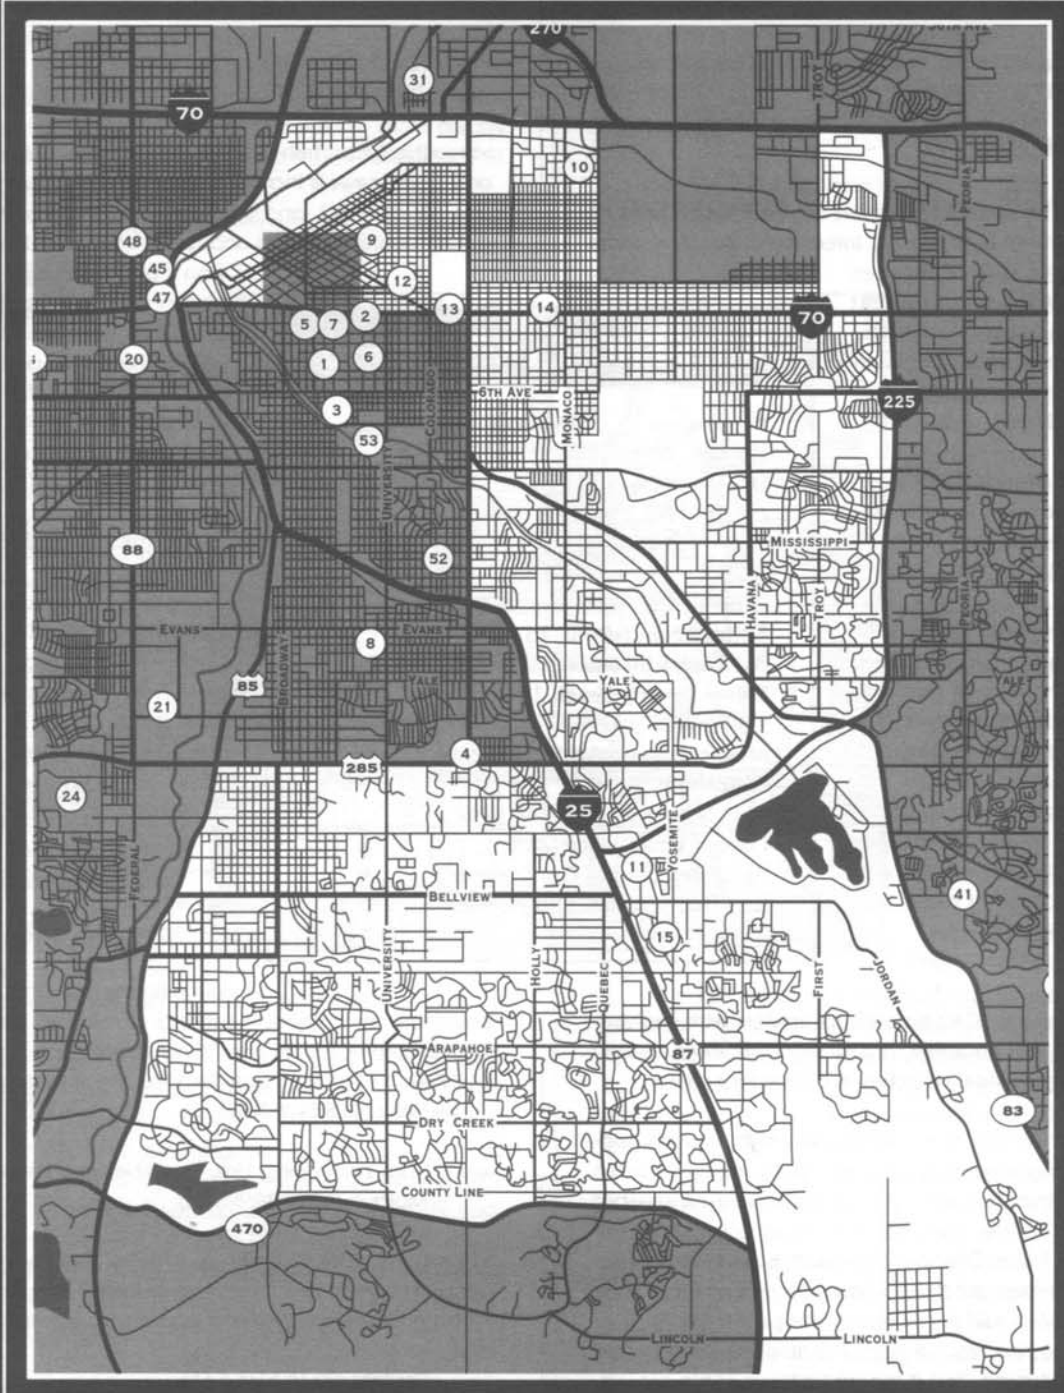 270
31
TROY
70
10
PEORIA
48
9
45
12
47
13
14
2
5
7
70
20
1
6
6TH AVE
225
3
COLORADO
MONACO
53
UNIVERSITY
88
52
MISSISSIPPI
HAVANA
TROY
PEORIA
EVANS
8
EVANS
BROADWAY
85
YALE
YALE
YALE
21
4
285
24
25
YOSEMITE
FEDERAL
11
BELLVIEW
41
15
UNIVERSITY
HOLLY
QUEBEC
FIRST
JORDAN
ARAPAHOE
87
83
DRY CREEK
COUNTY LINE
470
LINCOLN
LINCOLN